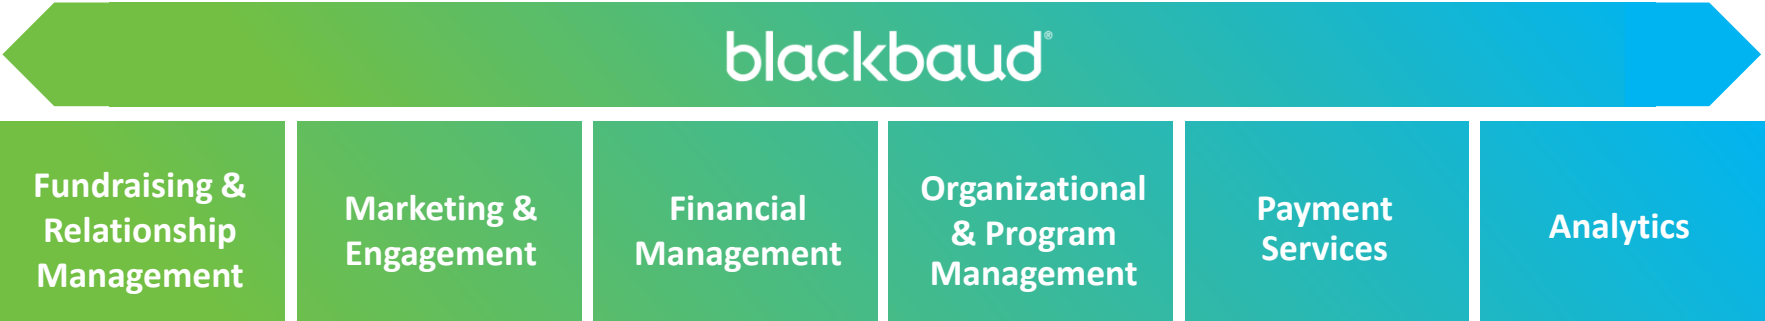 blackbaud®
Fundraising &
Relationship
Management
Marketing &
Engagement
Financial
Management
Organizational
& Program
Management
Payment
Services
Analytics